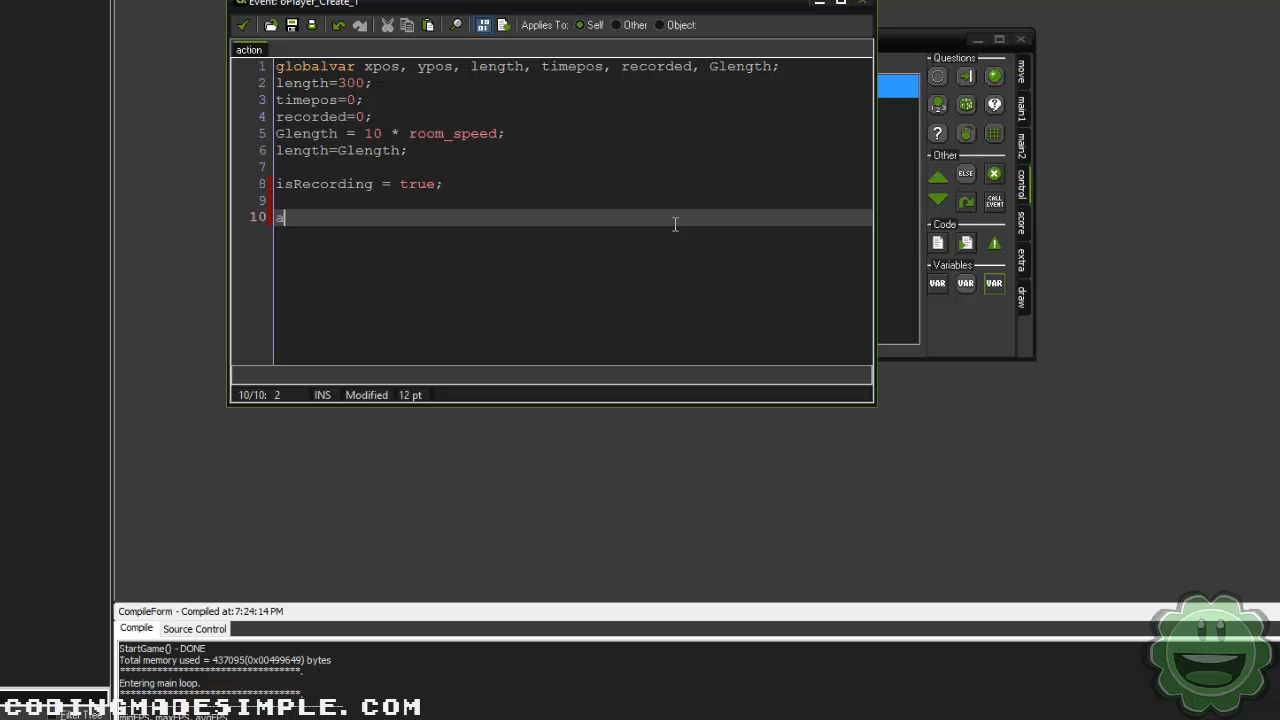 Event: oPlayer_Create_1
Applies To: Self Other Object
action
1 globalvar xpos, ypos, length, timepos, recorded, Glength;
2 length=300;
3 timepos=0;
4 recorded=0;
5 Glength = 10 * room_speed;
6 length=Glength;
7
8 isRecording = true;
9
10 a
10/10: 2 INS Modified 12 pt
Questions
Other
ELSE
CALL EVENT
Code
Variables
VAR VAR VAR
move
main1
main2
control
score
extra
draw
CompileForm - Compiled at:7:24:14 PM
Compile Source Control
StartGame() - DONE
Total memory used = 437095(0x00499649) bytes
**********************************.
Entering main loop.
**********************************.
CODINGMADESIMPLE.COM